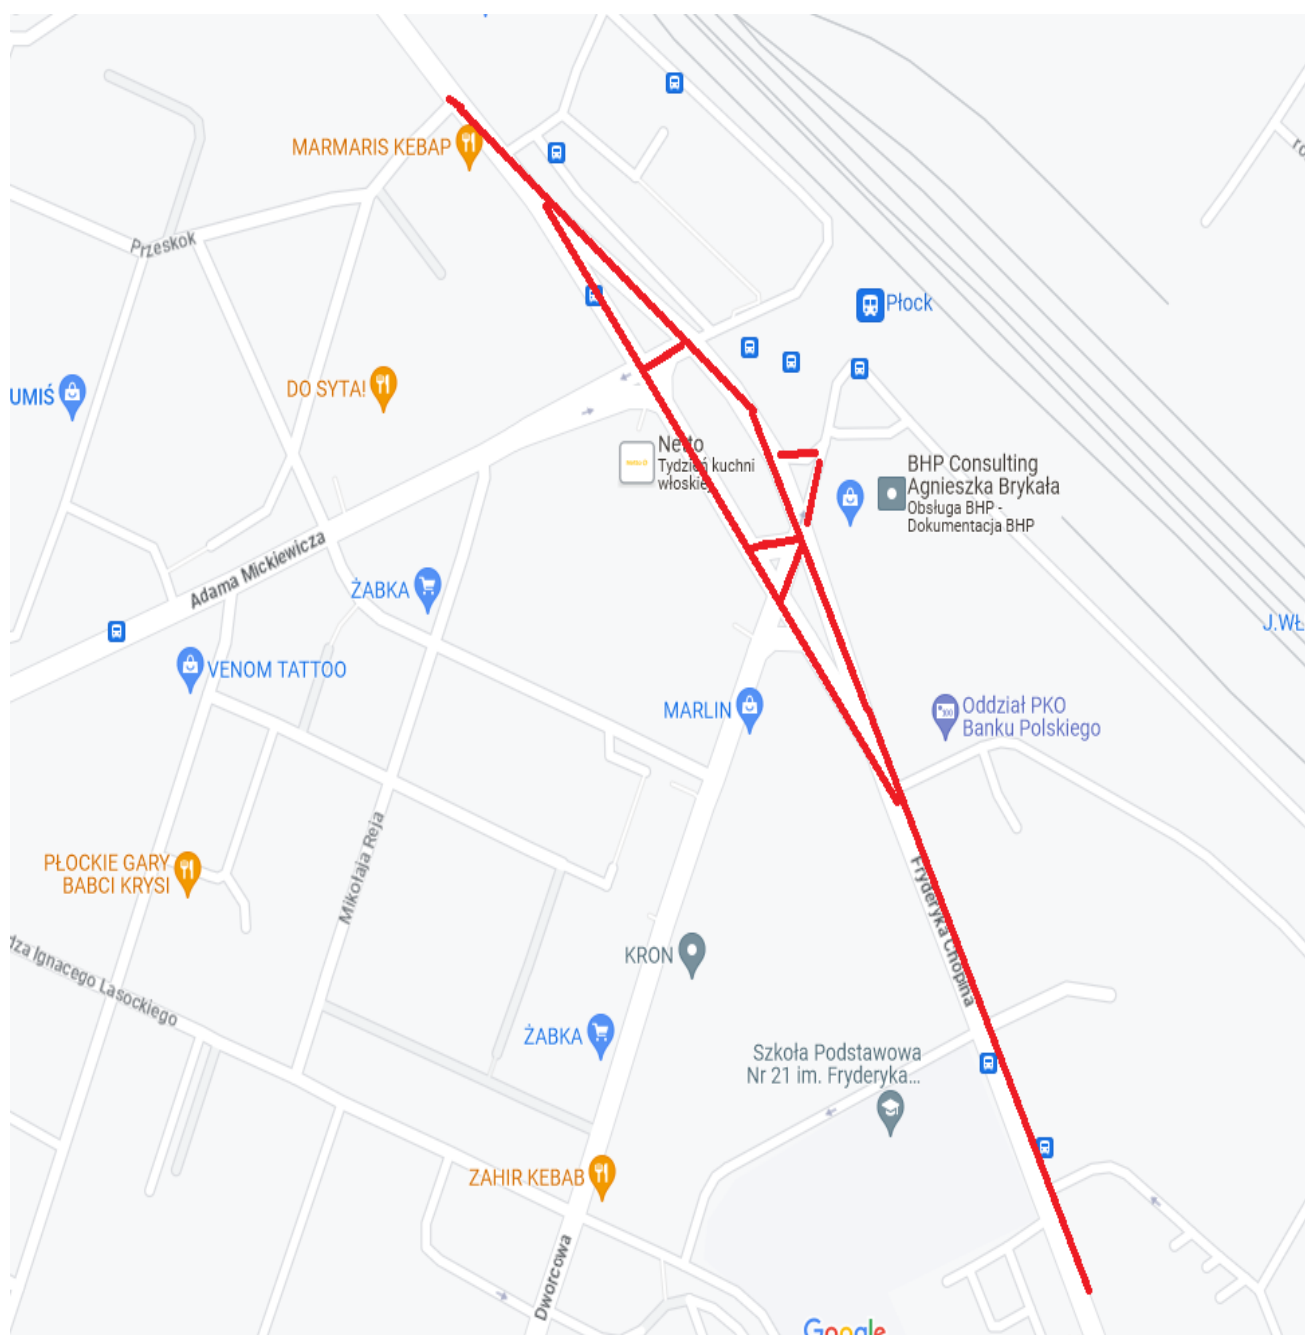 MARMARIS KEBAP
Przeskok
Płock
UMIŚ
DO SYTA!
Netto
Tydzień kuchni
włoskiej
BHP Consulting
Agnieszka Brykała
Obsługa BHP -
Dokumentacja BHP
Adama Mickiewicza
ŻABKA
J.WŁ
VENOM TATTOO
MARLIN
Oddział PKO
Banku Polskiego
Mikołaja Reja
PŁOCKIE GARY
BABCI KRYSI
Fryderyka Chopina
dza Ignacego Lasockiego
KRON
ŻABKA
Szkoła Podstawowa
Nr 21 im. Fryderyka...
ZAHIR KEBAB
Dworcowa
Google